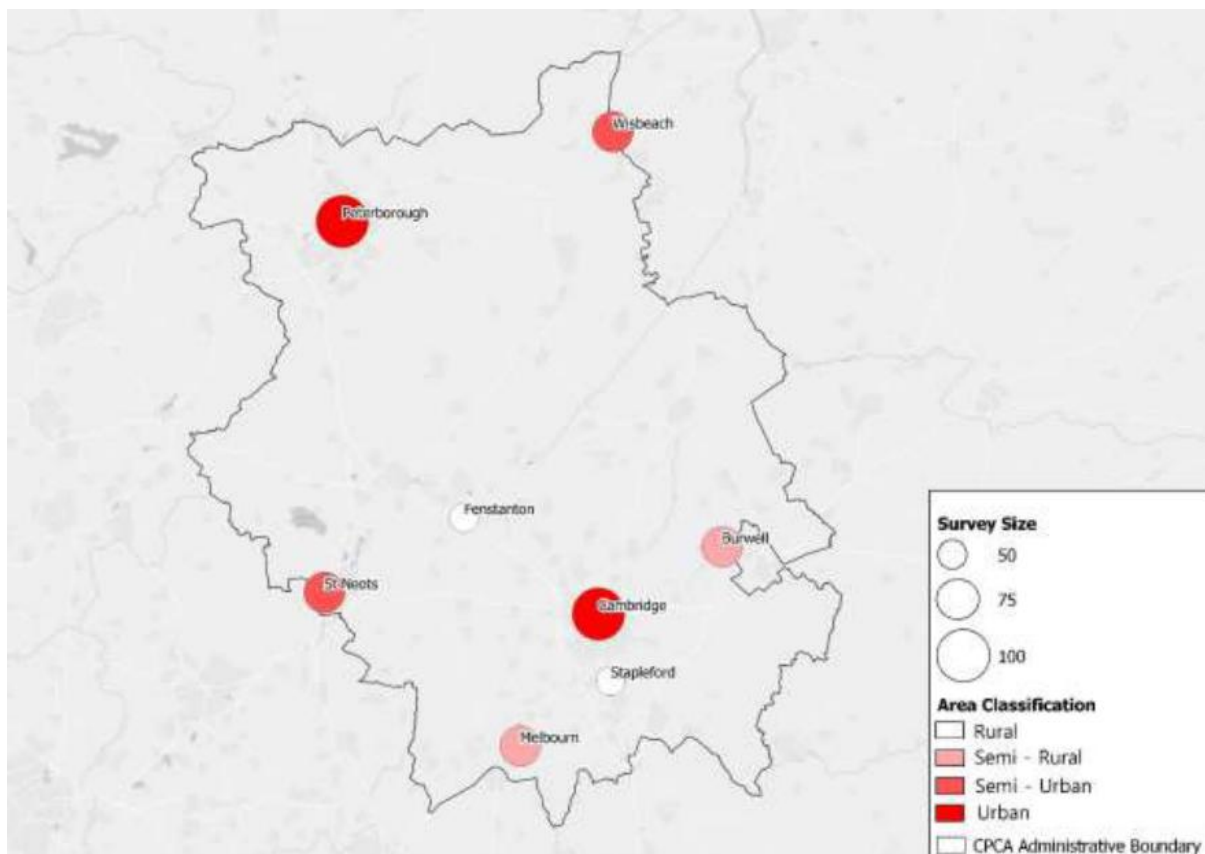 Wisbeach
Peterborough
Fenstanton
Burwell
St Neots
Cambridge
Stapleford
Melbourn
Survey Size
50
75
100
Area Classification
Rural
Semi - Rural
Semi - Urban
Urban
CPCA Administrative Boundary